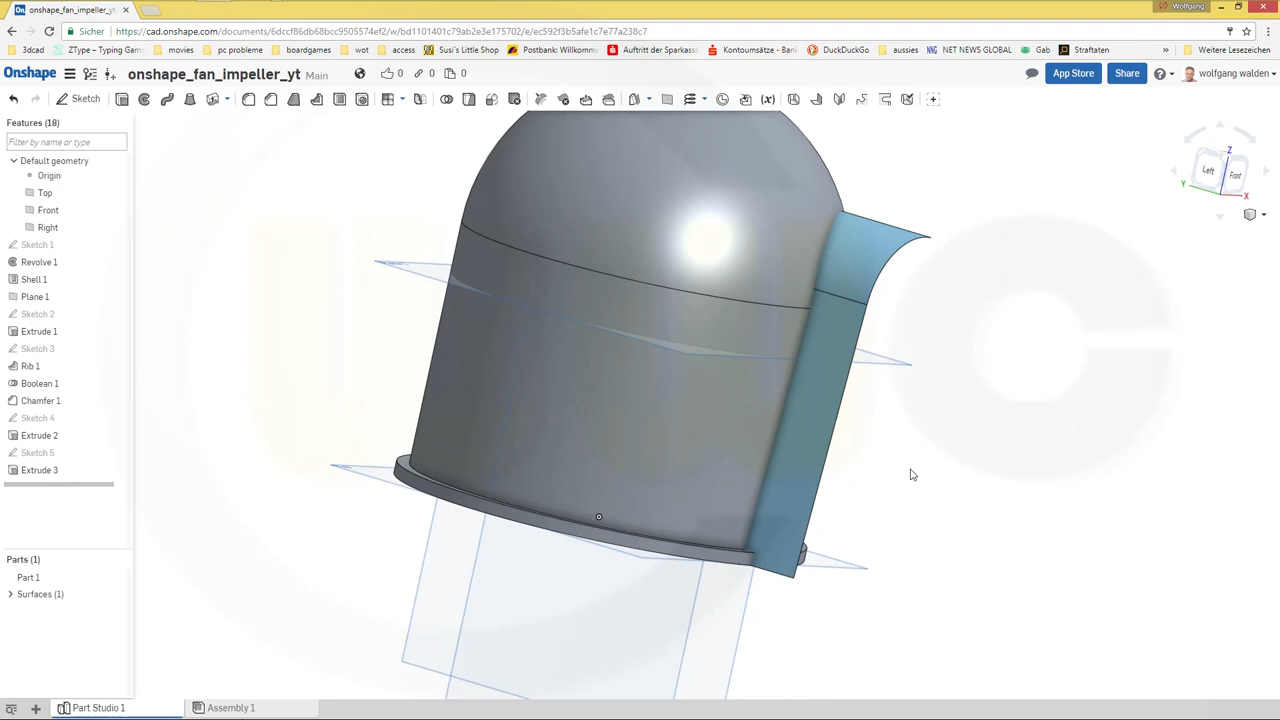 onshape_fan_impeller_yt
Wolfgang
Sicher
https://cad.onshape.com/documents/6dccf86db68bcc9505574ef2/w/bd1101401c79ab2e3e175702/e/ec592f3b5afe1c7e77a238c7
3dcad
ZType – Typing Game
movies
pc probleme
boardgames
wot
access
Susi's Little Shop
Postbank: Willkomm
Auftritt der Sparkasse
Kontoumsätze - Bank
DuckDuckGo
aussies
NET NEWS GLOBAL
Gab
Straftaten
»
Weitere Lesezeichen
Onshape
onshape_fan_impeller_yt
Main
0
0
0
App Store
Share
wolfgang walden
Sketch
(x)
Features (18)
Filter by name or type
Default geometry
Origin
Top
Front
Right
Sketch 1
Revolve 1
Shell 1
Plane 1
Sketch 2
Extrude 1
Sketch 3
Rib 1
Boolean 1
Chamfer 1
Sketch 4
Extrude 2
Sketch 5
Extrude 3
Parts (1)
Part 1
Surfaces (1)
Z
Left
Front
Y
X
Part Studio 1
Assembly 1